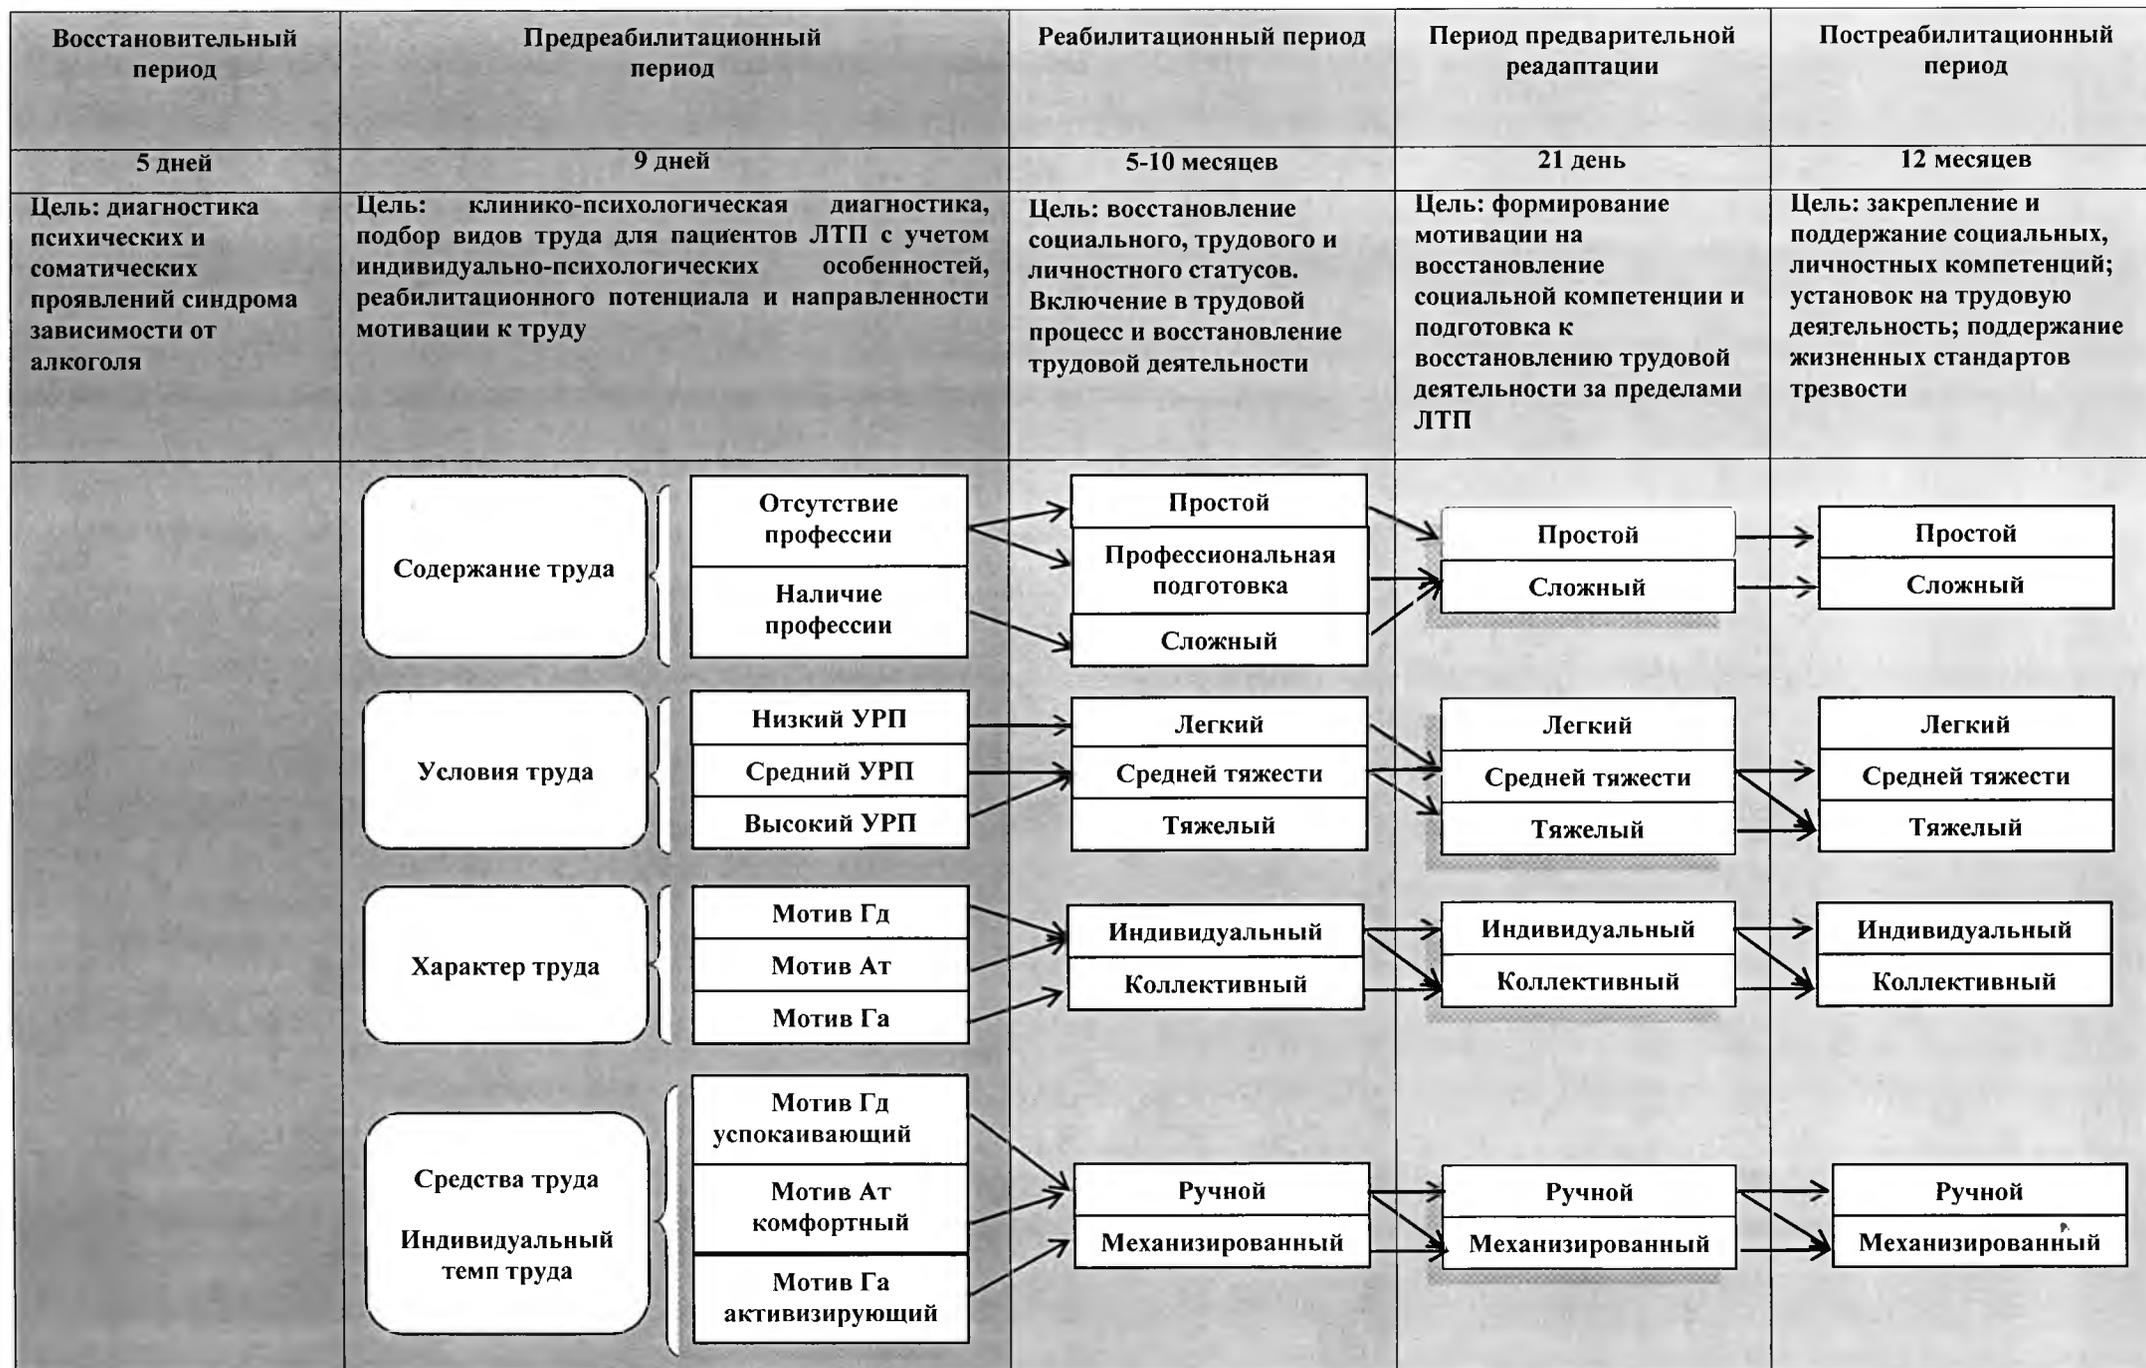 Восстановительный
период
Предреабилитационный
период
Реабилитационный период
Период предварительной
реадаптации
Постреабилитационный
период
5 дней
9 дней
5-10 месяцев
21 день
12 месяцев
Цель: диагностика
психических и
соматических
проявлений синдрома
зависимости от
алкоголя
Цель: клинико-психологическая диагностика,
подбор видов труда для пациентов ЛТП с учетом
индивидуально-психологических особенностей,
реабилитационного потенциала и направленности
мотивации к труду
Цель: восстановление
социального, трудового и
личностного статусов.
Включение в трудовой
процесс и восстановление
трудовой деятельности
Цель: формирование
мотивации на
восстановление
социальной компетенции и
подготовка к
восстановлению трудовой
деятельности за пределами
ЛТП
Цель: закрепление и
поддержание социальных,
личностных компетенций;
установок на трудовую
деятельность; поддержание
жизненных стандартов
трезвости
Содержание труда
Отсутствие
профессии
Наличие
профессии
Простой
Профессиональная
подготовка
Сложный
Простой
Сложный
Простой
Сложный
Условия труда
Низкий УРП
Средний УРП
Высокий УРП
Легкий
Средней тяжести
Тяжелый
Легкий
Средней тяжести
Тяжелый
Легкий
Средней тяжести
Тяжелый
Характер труда
Мотив Гд
Мотив Ат
Мотив Га
Индивидуальный
Коллективный
Индивидуальный
Коллективный
Индивидуальный
Коллективный
Средства труда
Индивидуальный
темп труда
Мотив Гд
успокаивающий
Мотив Ат
комфортный
Мотив Га
активизирующий
Ручной
Механизированный
Ручной
Механизированный
Ручной
Механизированный